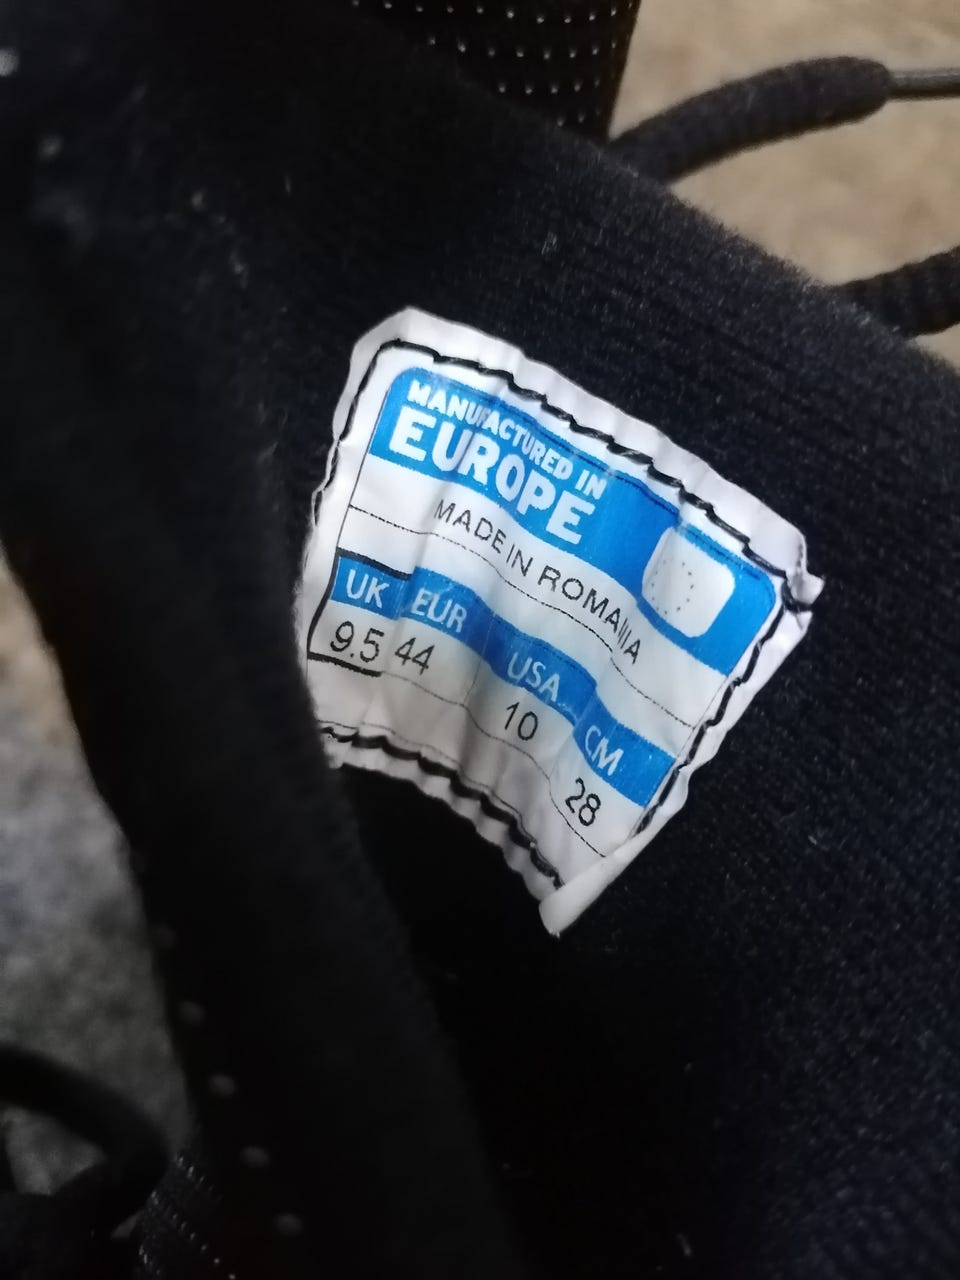 MANUFACTURED IN
EUROPE
MADE IN ROMANIA
UK EUR USA CM
9.5 44 10 28